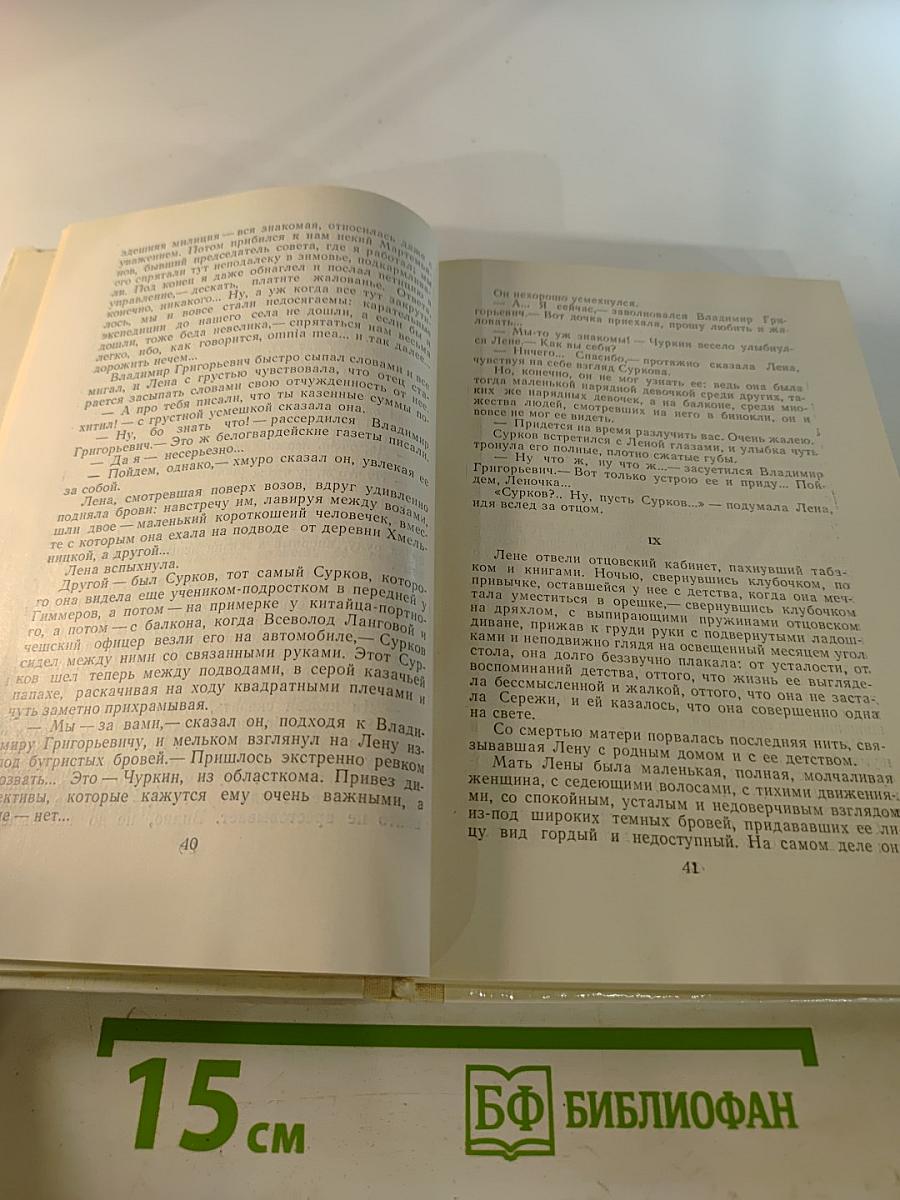 здешняя милиция — вся знакомая, относилась даже с
уважением. Потом прибился к нам некий Мартемья-
нов, бывший председатель совета, где я работал, мы
его спрятали тут неподалеку в зимовье, подкармлива-
ли. Под конец я даже обнаглел и послал ветпункта
управление,— дескать, платите жалованье. Ответа,
конечно, никакого... Ну, а уж когда все тут закрути-
лось, мы и вовсе стали недосягаемы: карательные
экспедиции до нашего села не дошли, а если бы и
дошли, тоже беда невелика,— спрятаться нам весьма
легко, ибо, как говорится, omnia mea... и так далее,—
дорожить нечем...
Владимир Григорьевич быстро сыпал словами и все
мигал, и Лена с грустью чувствовала, что отец ста-
рается засыпать словами свою отчужденность от нее.
— А про тебя писали, что ты казенные суммы по-
хитил! — с грустной усмешкой сказала она.
— Ну, бо знать что! — рассердился Владимир
Григорьевич.— Это ж белогвардейские газеты писали.
— Да я — несерьезно...
— Пойдем, однако,— хмуро сказал он, увлекая ее
за собой.
Лена, смотревшая поверх возов, вдруг удивленно
подняла брови: навстречу им, лавируя между возами,
шли двое — маленький короткошеий человечек, вмес-
те с которым она ехала на подводе от деревни Хмель-
ницкой, а другой...
Лена вспыхнула.
Другой — был Сурков, тот самый Сурков, которо-
го она видела еще учеником-подростком в передней у
Гиммеров, а потом — на примерке у китайца-портно-
го, а потом — с балкона, когда Всеволод Ланговой и
чешский офицер везли его на автомобиле,— Сурков
сидел между ними со связанными руками. Этот Сур-
ков шел теперь между подводами, в серой казачьей
папахе, раскачивая на ходу квадратными плечами и
чуть заметно прихрамывая.
— Мы — за вами,— сказал он, подходя к Влади-
миру Григорьевичу, и мельком взглянул на Лену из-
под бугристых бровей.— Пришлось экстренно ревком
созвать... Это — Чуркин, из областкома. Привез ди-
ективы, которые кажутся ему очень важными, а
не — нет...
40
Он нехорошо усмехнулся.
— А... Я сейчас,— заволновался Владимир Гри-
горьевич.— Вот дочка приехала, прошу любить и жа-
ловать...
— Мы-то уж знакомы! — Чуркин весело улыбнул-
ся Лене.— Как вы себя?
— Ничего... Спасибо,— протяжно сказала Лена,
чувствуя на себе взгляд Суркова.
Но, конечно, он не мог узнать ее: ведь она была
тогда маленькой нарядной девочкой среди других, та-
ких же нарядных девочек, а на балконе, среди мно-
жества людей, смотревших на него в бинокли, он и
вовсе не мог ее видеть.
— Придется на время разлучить вас. Очень жалею.
Сурков встретился с Леной глазами, и улыбка чуть
тронула его полные, плотно сжатые губы.
— Ну что ж, ну что ж...— засуетился Владимир
Григорьевич.— Вот только устрою ее и приду... Пой-
дем, Леночка...
«Сурков?.. Ну, пусть Сурков...» — подумала Лена,
идя вслед за отцом.
IX
Лене отвели отцовский кабинет, пахнувший таба-
ком и книгами. Ночью, свернувшись клубочком, по
привычке, оставшейся у нее с детства, когда она меч-
тала уместиться в орешке,— свернувшись клубочком
на дряхлом, с выпирающими пружинами отцовском
диване, прижав к груди руки с подвернутыми ладош-
ками и неподвижно глядя на освещенный месяцем угол
стола, она долго беззвучно плакала: от усталости, от
воспоминаний детства, оттого, что жизнь ее выгляде-
ла бессмысленной и жалкой, оттого, что она не заста-
ла Сережи, и ей казалось, что она совершенно одна
на свете.
Со смертью матери порвалась последняя нить, свя-
зывавшая Лену с родным домом и с ее детством.
Мать Лены была маленькая, полная, молчаливая
женщина, с седеющими волосами, с тихими движения-
ми, со спокойным, усталым и недоверчивым взглядом
из-под широких темных бровей, придававших ее ли
цу вид гордый и недоступный. На самом деле он
41
15 см
БФ БИБЛИОФАН